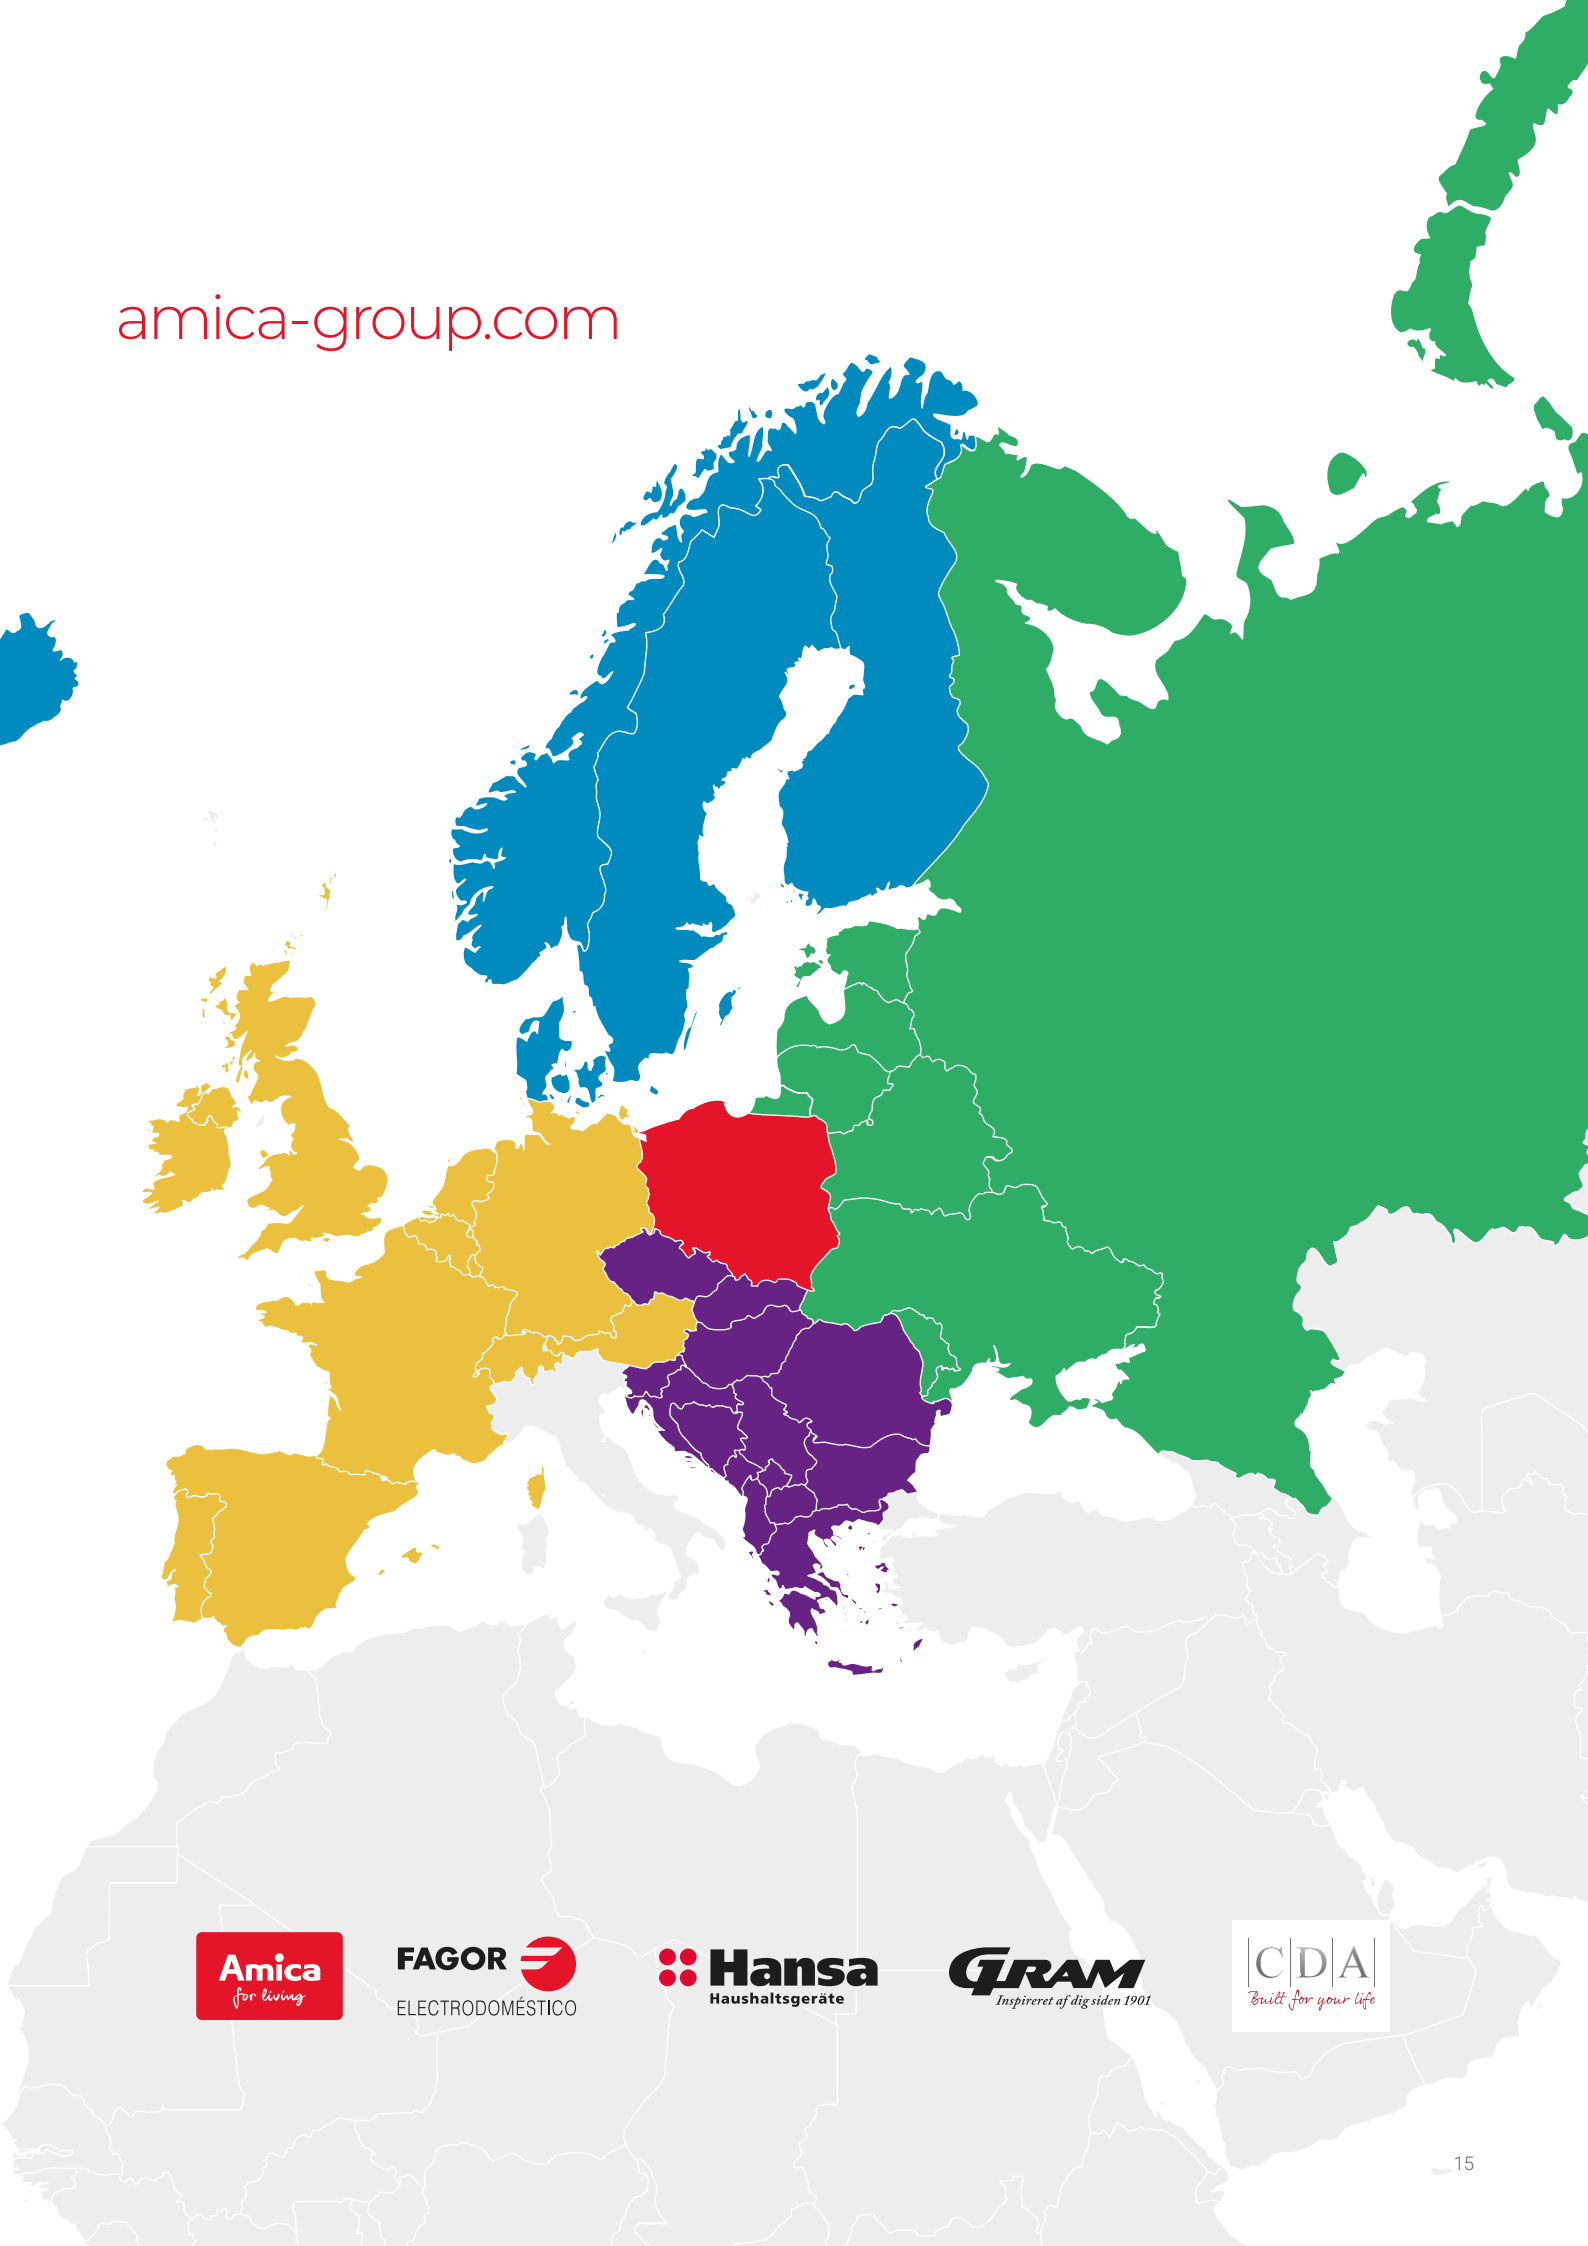 amica-group.com
Amica
for living
FAGOR
ELECTRODOMÉSTICO
Hansa
Haushaltsgeräte
GRAM
Inspireret af dig siden 1901
CDA
Built for your life
15